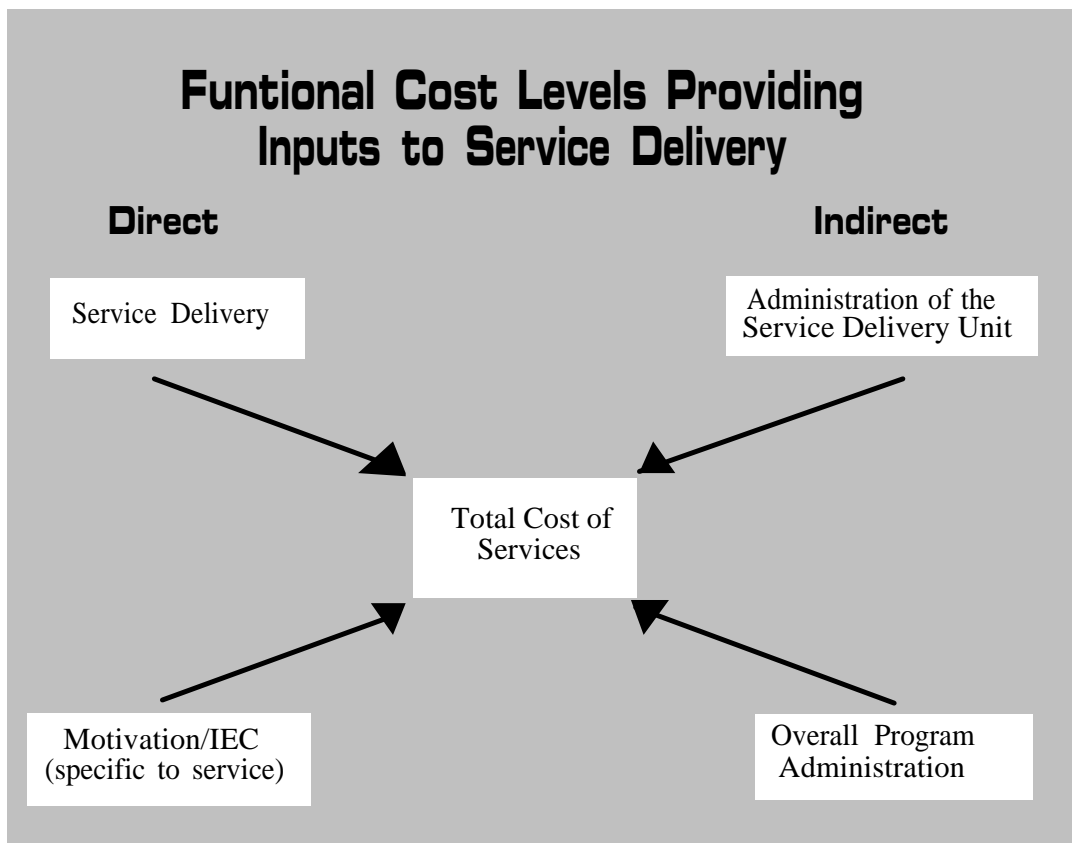 Funtional Cost Levels Providing
Inputs to Service Delivery
Direct
Indirect
Service Delivery
Administration of the
Service Delivery Unit
Total Cost of
Services
Motivation/IEC
(specific to service)
Overall Program
Administration